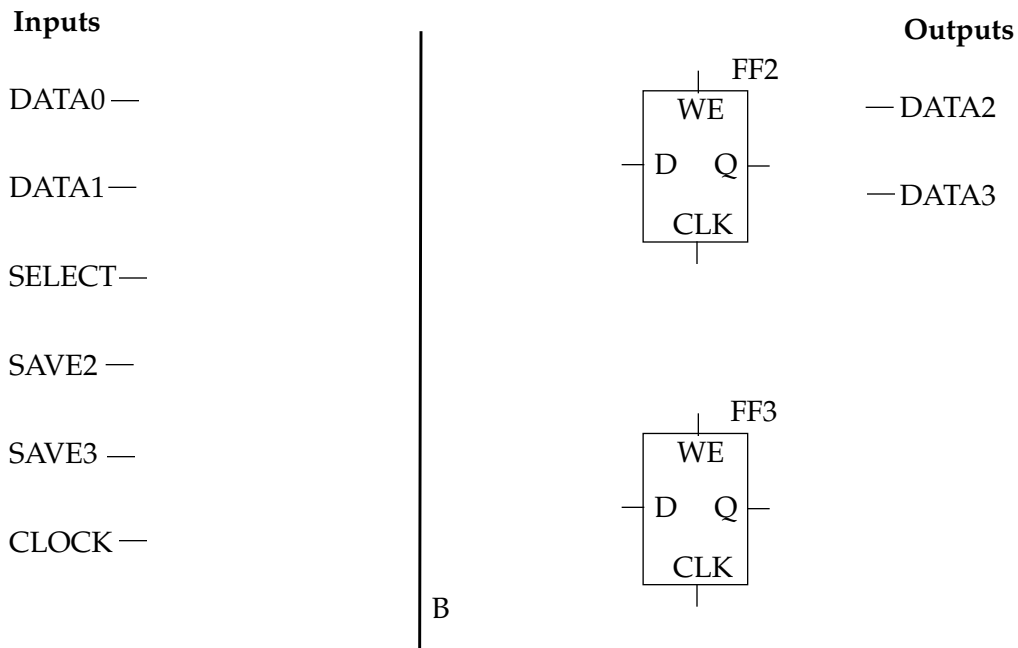 Inputs
DATA0
DATA1
SELECT
SAVE2
SAVE3
CLOCK
B
FF2
WE
D Q
CLK
FF3
WE
D Q
CLK
Outputs
DATA2
DATA3